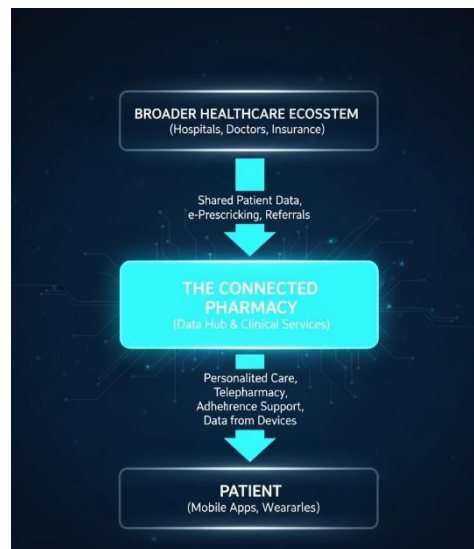 BROADER HEALTHCARE ECOSSTEM
(Hospitals, Doctors, Insurance)
Shared Patient Data,
e-Prescricking, Referrals
THE CONNECTED
PHARMACY
(Data Hub & Clinical Services)
Personalited Care,
Telepharmacy,
Adhehrence Support,
Data from Devices
PATIENT
(Mobile Apps, Weararles)